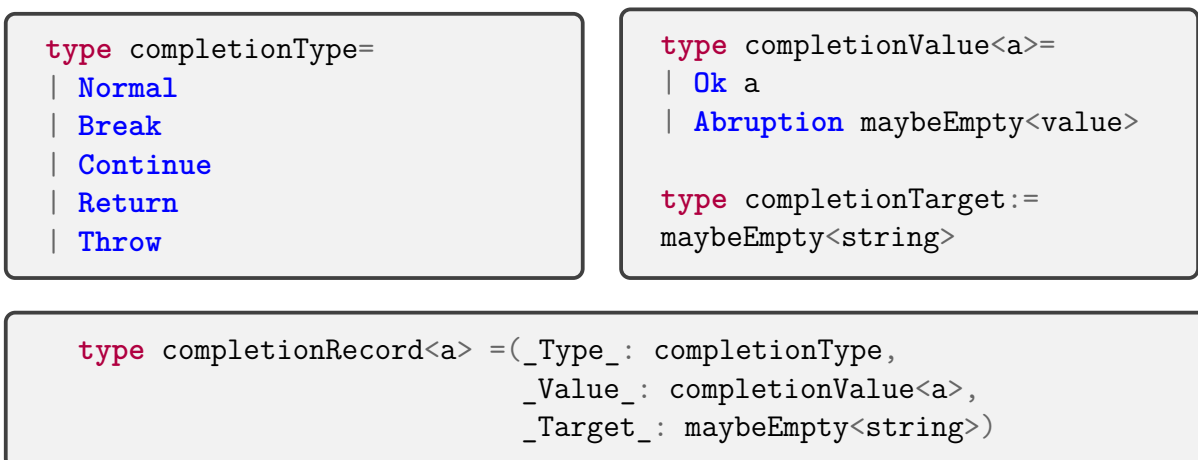 type completionType=
| Normal
| Break
| Continue
| Return
| Throw
type completionValue<a>=
| Ok a
| Abruption maybeEmpty<value>
type completionTarget:=
maybeEmpty<string>
type completionRecord<a> =(_Type_: completionType,
_Value_: completionValue<a>,
_Target_: maybeEmpty<string>)